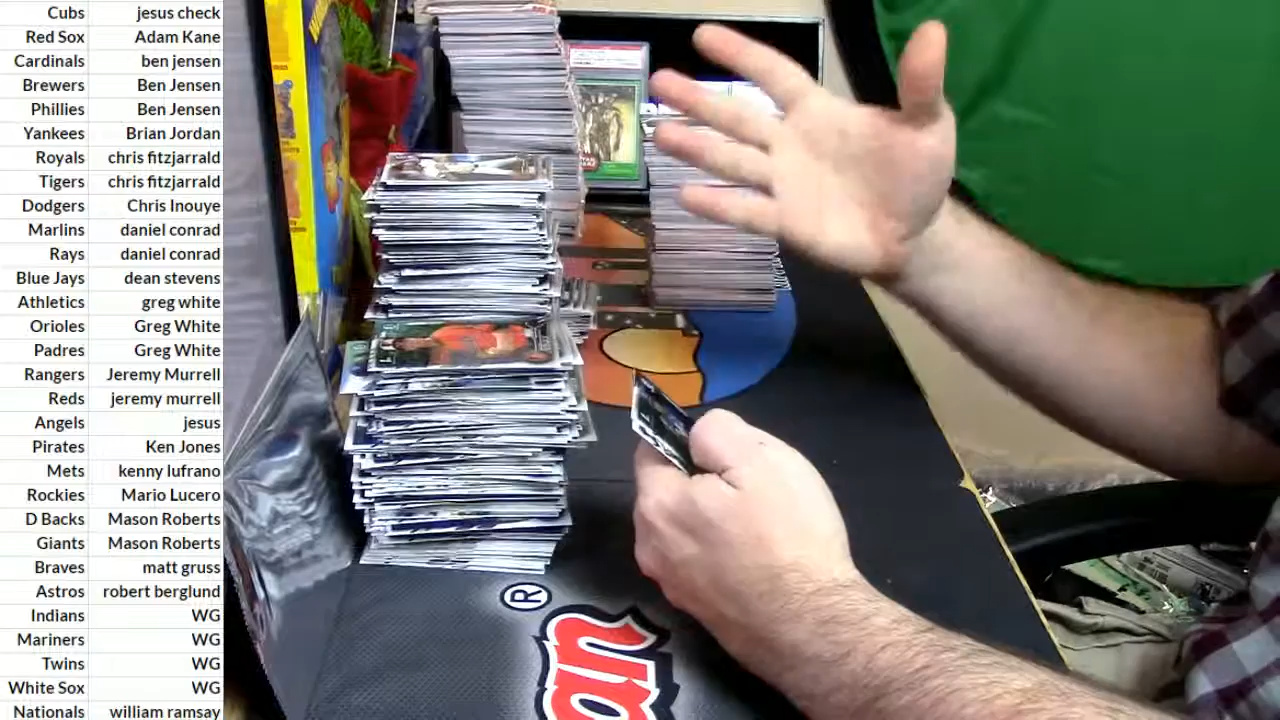 Cubs jesus check
Red Sox Adam Kane
Cardinals ben jensen
Brewers Ben Jensen
Phillies Ben Jensen
Yankees Brian Jordan
Royals chris fitzjarrald
Tigers chris fitzjarrald
Dodgers Chris Inouye
Marlins daniel conrad
Rays daniel conrad
Blue Jays dean stevens
Athletics greg white
Orioles Greg White
Padres Greg White
Rangers Jeremy Murrell
Reds jeremy murrell
Angels jesus
Pirates Ken Jones
Mets kenny lufrano
Rockies Mario Lucero
D Backs Mason Roberts
Giants Mason Roberts
Braves matt gruss
Astros robert berglund
Indians WG
Mariners WG
Twins WG
White Sox WG
Nationals william ramsay
®